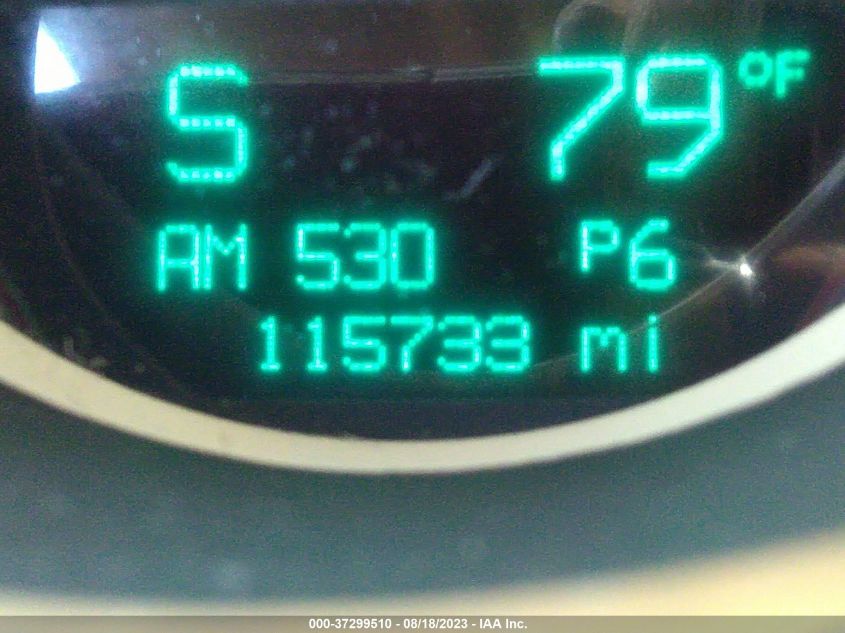 S 79 °F
AM 530 P6
115733 mi
000-37299510 - 08/18/2023 - IAA Inc.